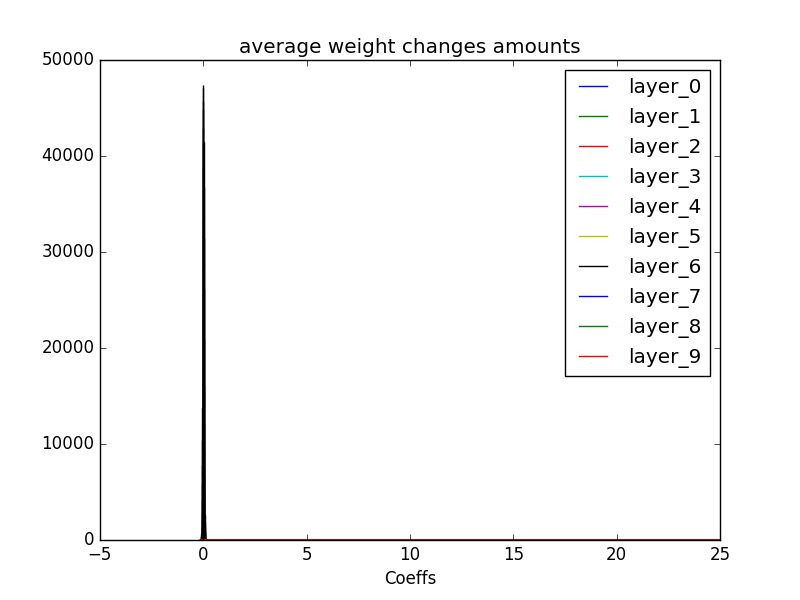 average weight changes amounts
50000
40000
30000
20000
10000
0
−5
0
5
10
15
20
25
Coeffs
layer_0
layer_1
layer_2
layer_3
layer_4
layer_5
layer_6
layer_7
layer_8
layer_9